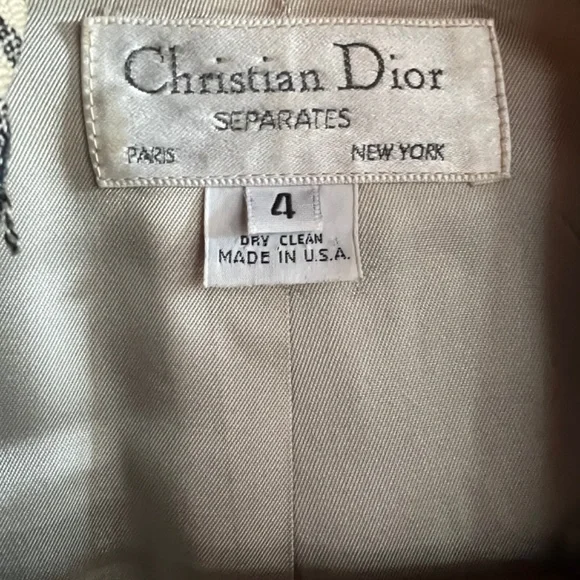 Christian Dior
SEPARATES
PARIS NEW YORK
4
DRY CLEAN
MADE IN U.S.A.